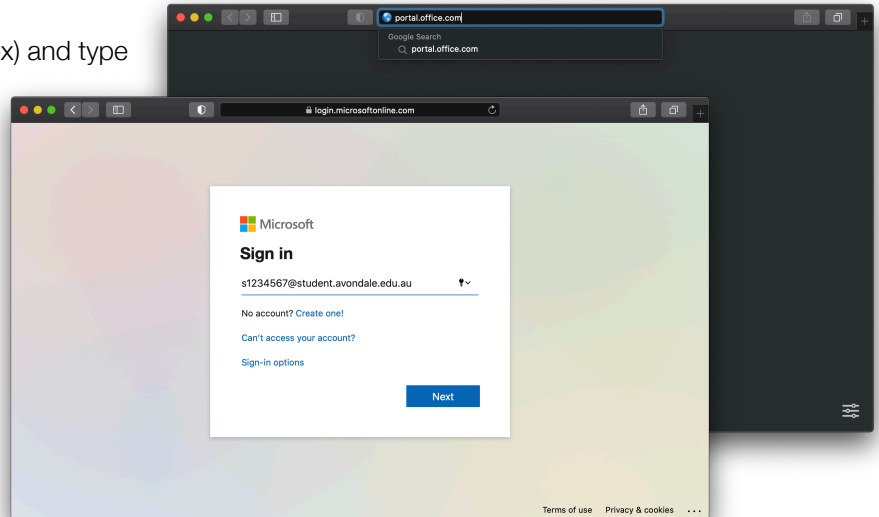 x) and type
portal.office.com
Google Search
portal.office.com
login.microsoftonline.com
Microsoft
Sign in
s1234567@student.avondale.edu.au
No account? Create one!
Can't access your account?
Sign-in options
Next
Terms of use Privacy & cookies ...